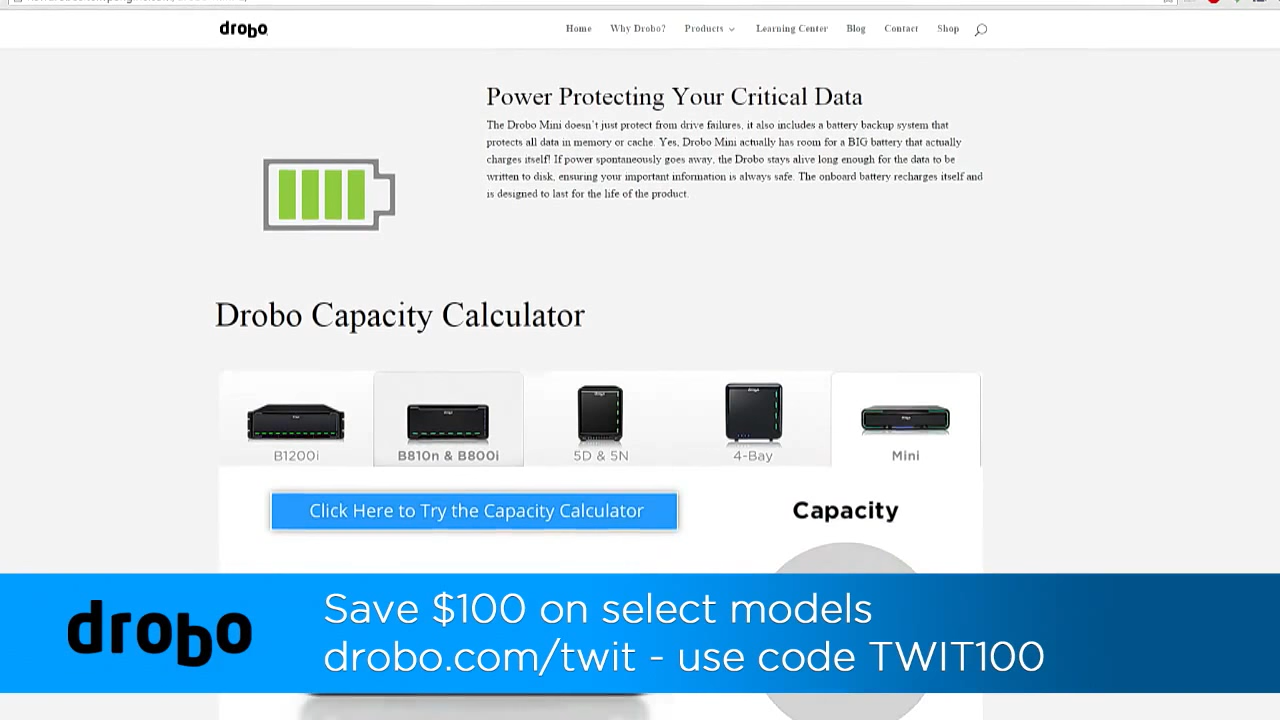 drobo
Home Why Drobo? Products Learning Center Blog Contact Shop
Power Protecting Your Critical Data
The Drobo Mini doesn't just protect from drive failures, it also includes a battery backup system that
protects all data in memory or cache. Yes, Drobo Mini actually has room for a BIG battery that actually
charges itself! If power spontaneously goes away, the Drobo stays alive long enough for the data to be
written to disk, ensuring your important information is always safe. The onboard battery recharges itself and
is designed to last for the life of the product.
Drobo Capacity Calculator
B1200i B810n & B800i 5D & 5N 4-Bay Mini
Click Here to Try the Capacity Calculator
Capacity
drobo
Save $100 on select models
drobo.com/twit - use code TWIT100